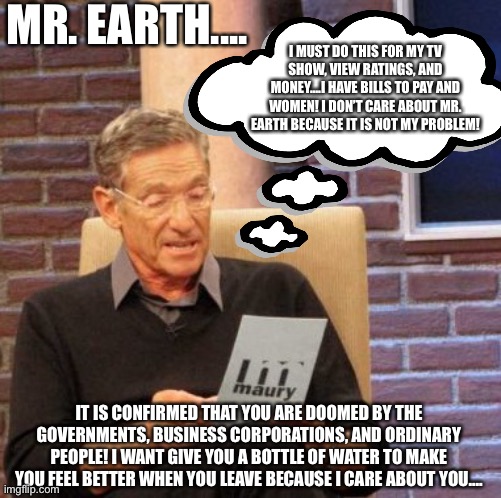 MR. EARTH....
I MUST DO THIS FOR MY TV
SHOW, VIEW RATINGS, AND
MONEY....I HAVE BILLS TO PAY AND
WOMEN! I DON'T CARE ABOUT MR.
EARTH BECAUSE IT IS NOT MY PROBLEM!
maury
IT IS CONFIRMED THAT YOU ARE DOOMED BY THE
GOVERNMENTS, BUSINESS CORPORATIONS, AND ORDINARY
PEOPLE! I WANT GIVE YOU A BOTTLE OF WATER TO MAKE
YOU FEEL BETTER WHEN YOU LEAVE BECAUSE I CARE ABOUT YOU....
imgflip.com